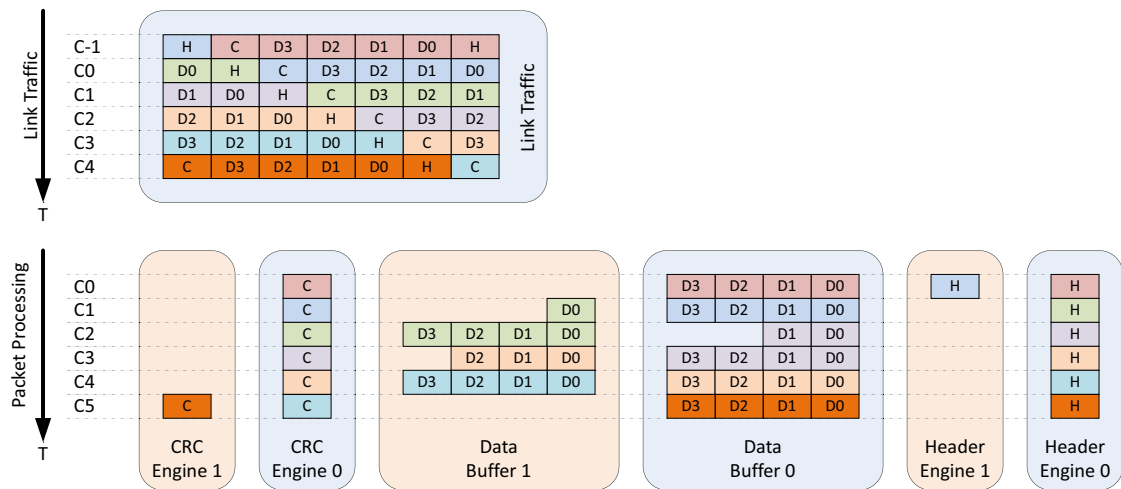 Link Traffic
C-1 H C D3 D2 D1 D0 H
C0 D0 H C D3 D2 D1 D0
C1 D1 D0 H C D3 D2 D1
C2 D2 D1 D0 H C D3 D2
C3 D3 D2 D1 D0 H C D3
C4 C D3 D2 D1 D0 H C
Link Traffic
T
Packet Processing
C0 C D3 D2 D1 D0 H H
C1 C D0 D3 D2 D1 D0 H
C2 C D3 D2 D1 D0 D1 D0 H
C3 C D2 D1 D0 D3 D2 D1 D0 H
C4 C D3 D2 D1 D0 D3 D2 D1 D0 H
C5 C C D3 D2 D1 D0 H
T
CRC
Engine 1
CRC
Engine 0
Data
Buffer 1
Data
Buffer 0
Header
Engine 1
Header
Engine 0